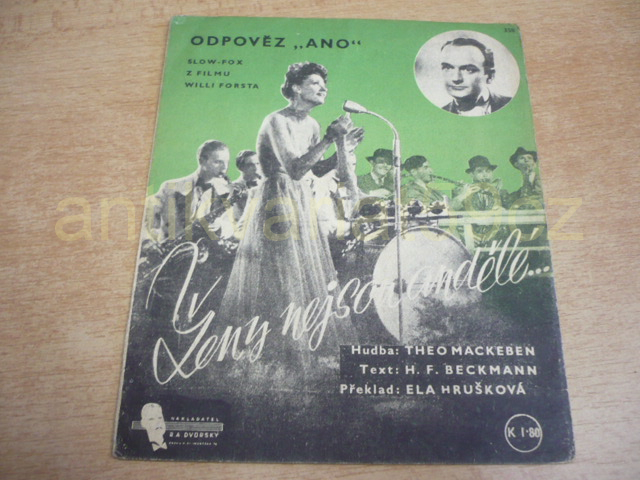 ODPOVĚZ „ANO“
SLOW-FOX
Z FILMU
WILLI FORSTA
antikvariat
Ženy nejsou andělé...
Hudba: THEO MACKEBEN
Text: H. F. BECKMANN
Překlad: ELA HRUŠKOVÁ
NAKLADATEL
R A DVORSKÝ
K 1·80